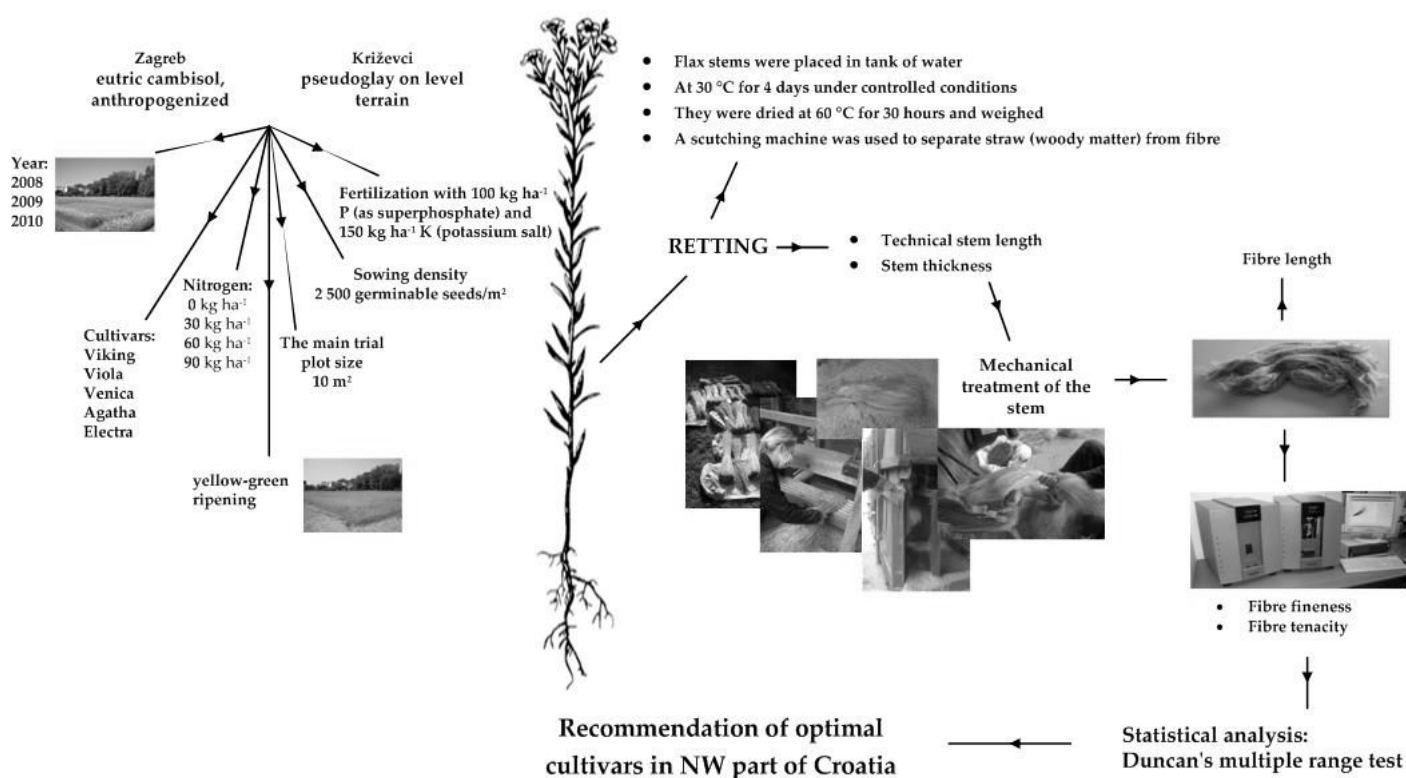 Zagreb
eutric cambisol,
anthropogenized
Križevci
pseudoglay on level
terrain
Year:
2008
2009
2010
Fertilization with 100 kg ha⁻¹
P (as superphosphate) and
150 kg ha⁻¹ K (potassium salt)
Sowing density
2 500 germinable seeds/m²
Nitrogen:
0 kg ha⁻¹
30 kg ha⁻¹
60 kg ha⁻¹
90 kg ha⁻¹
The main trial
plot size
10 m²
Cultivars:
Viking
Viola
Venica
Agatha
Electra
yellow-green
ripening
• Flax stems were placed in tank of water
• At 30 °C for 4 days under controlled conditions
• They were dried at 60 °C for 30 hours and weighed
• A scutching machine was used to separate straw (woody matter) from fibre
RETTING
• Technical stem length
• Stem thickness
Mechanical
treatment of the
stem
Fibre length
• Fibre fineness
• Fibre tenacity
Statistical analysis:
Duncan's multiple range test
Recommendation of optimal
cultivars in NW part of Croatia